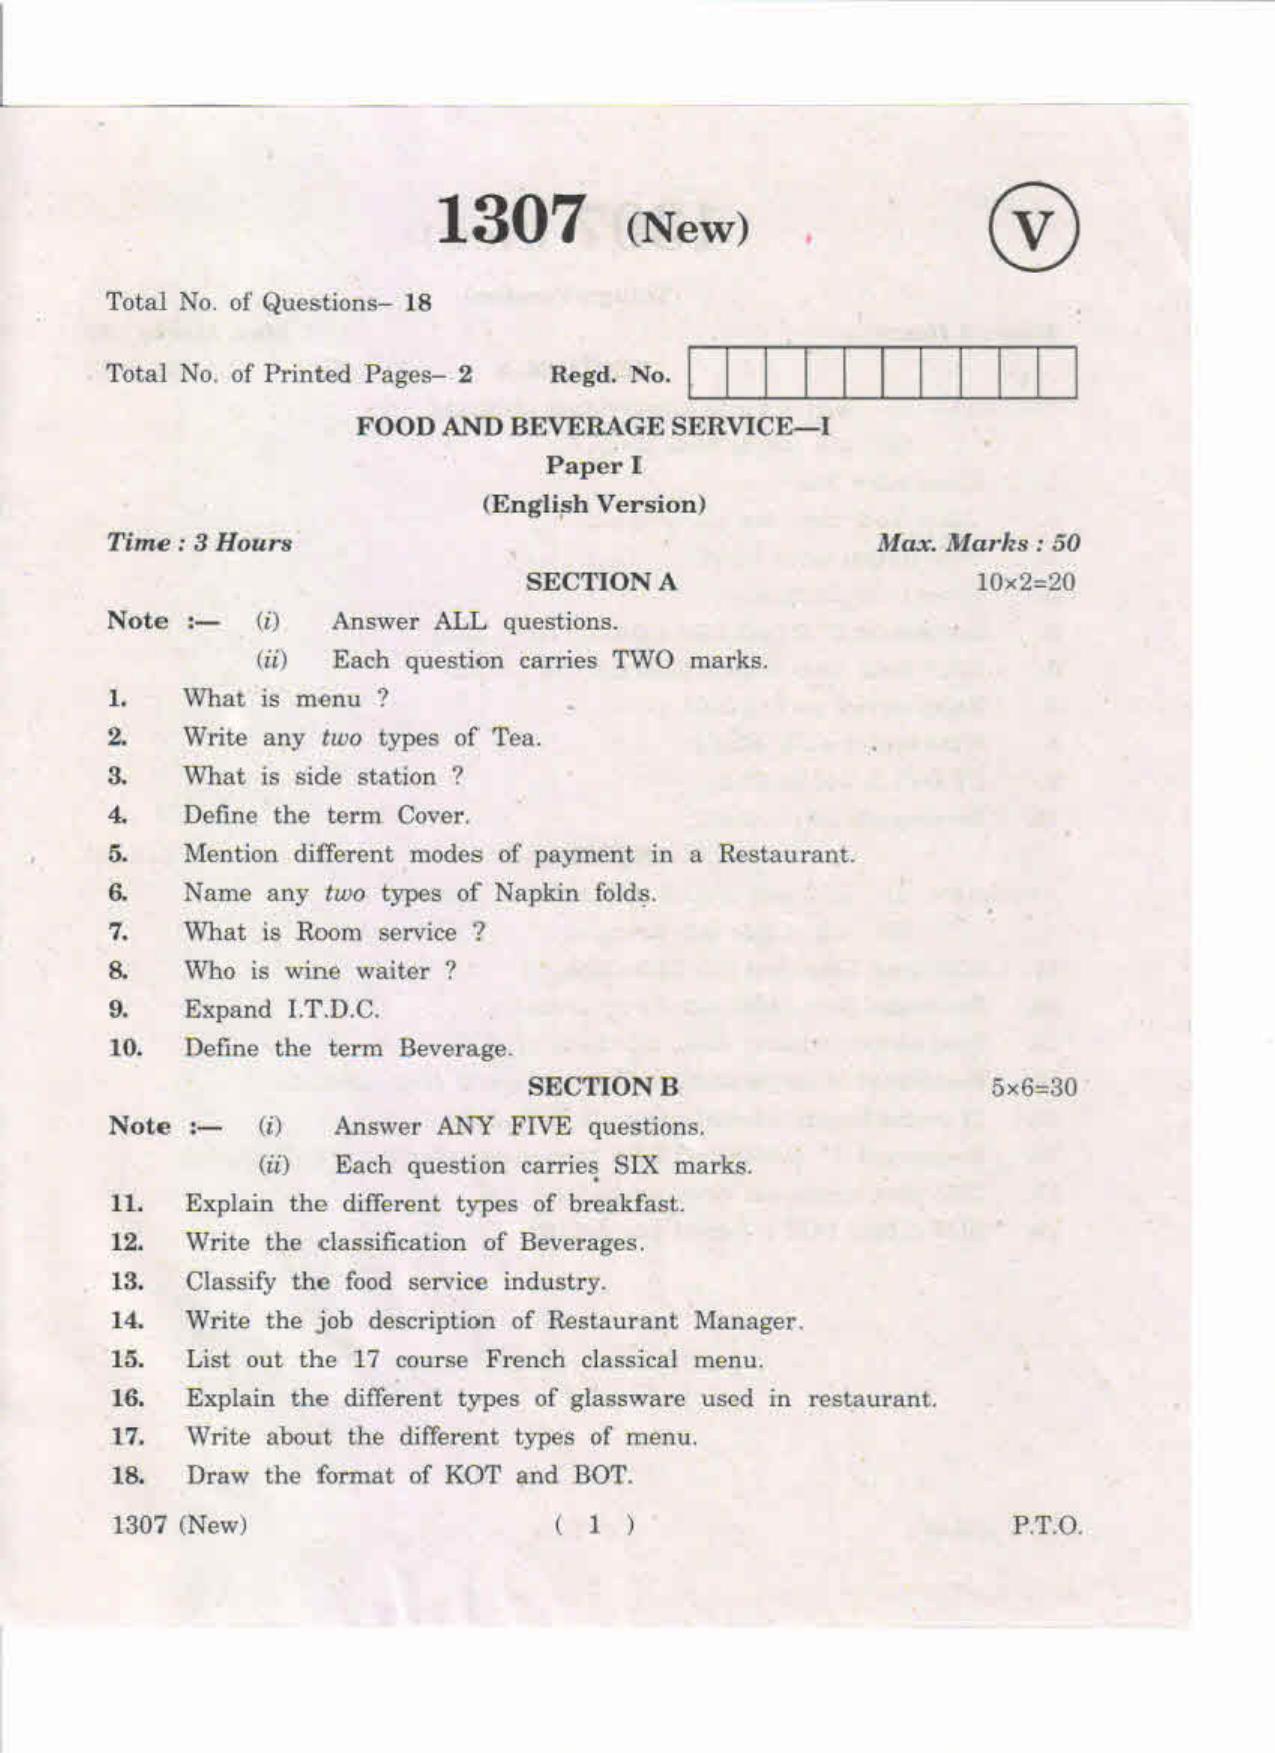 1307 (New)
V
Total No. of Questions– 18
Total No. of Printed Pages– 2 Regd. No.
FOOD AND BEVERAGE SERVICE—I
Paper I
(English Version)
Time : 3 Hours Max. Marks : 50
SECTION A 10×2=20
Note :— (i) Answer ALL questions.
(ii) Each question carries TWO marks.
1. What is menu ?
2. Write any two types of Tea.
3. What is side station ?
4. Define the term Cover.
5. Mention different modes of payment in a Restaurant.
6. Name any two types of Napkin folds.
7. What is Room service ?
8. Who is wine waiter ?
9. Expand I.T.D.C.
10. Define the term Beverage.
SECTION B 5×6=30
Note :— (i) Answer ANY FIVE questions.
(ii) Each question carries SIX marks.
11. Explain the different types of breakfast.
12. Write the classification of Beverages.
13. Classify the food service industry.
14. Write the job description of Restaurant Manager.
15. List out the 17 course French classical menu.
16. Explain the different types of glassware used in restaurant.
17. Write about the different types of menu.
18. Draw the format of KOT and BOT.
1307 (New) ( 1 ) P.T.O.